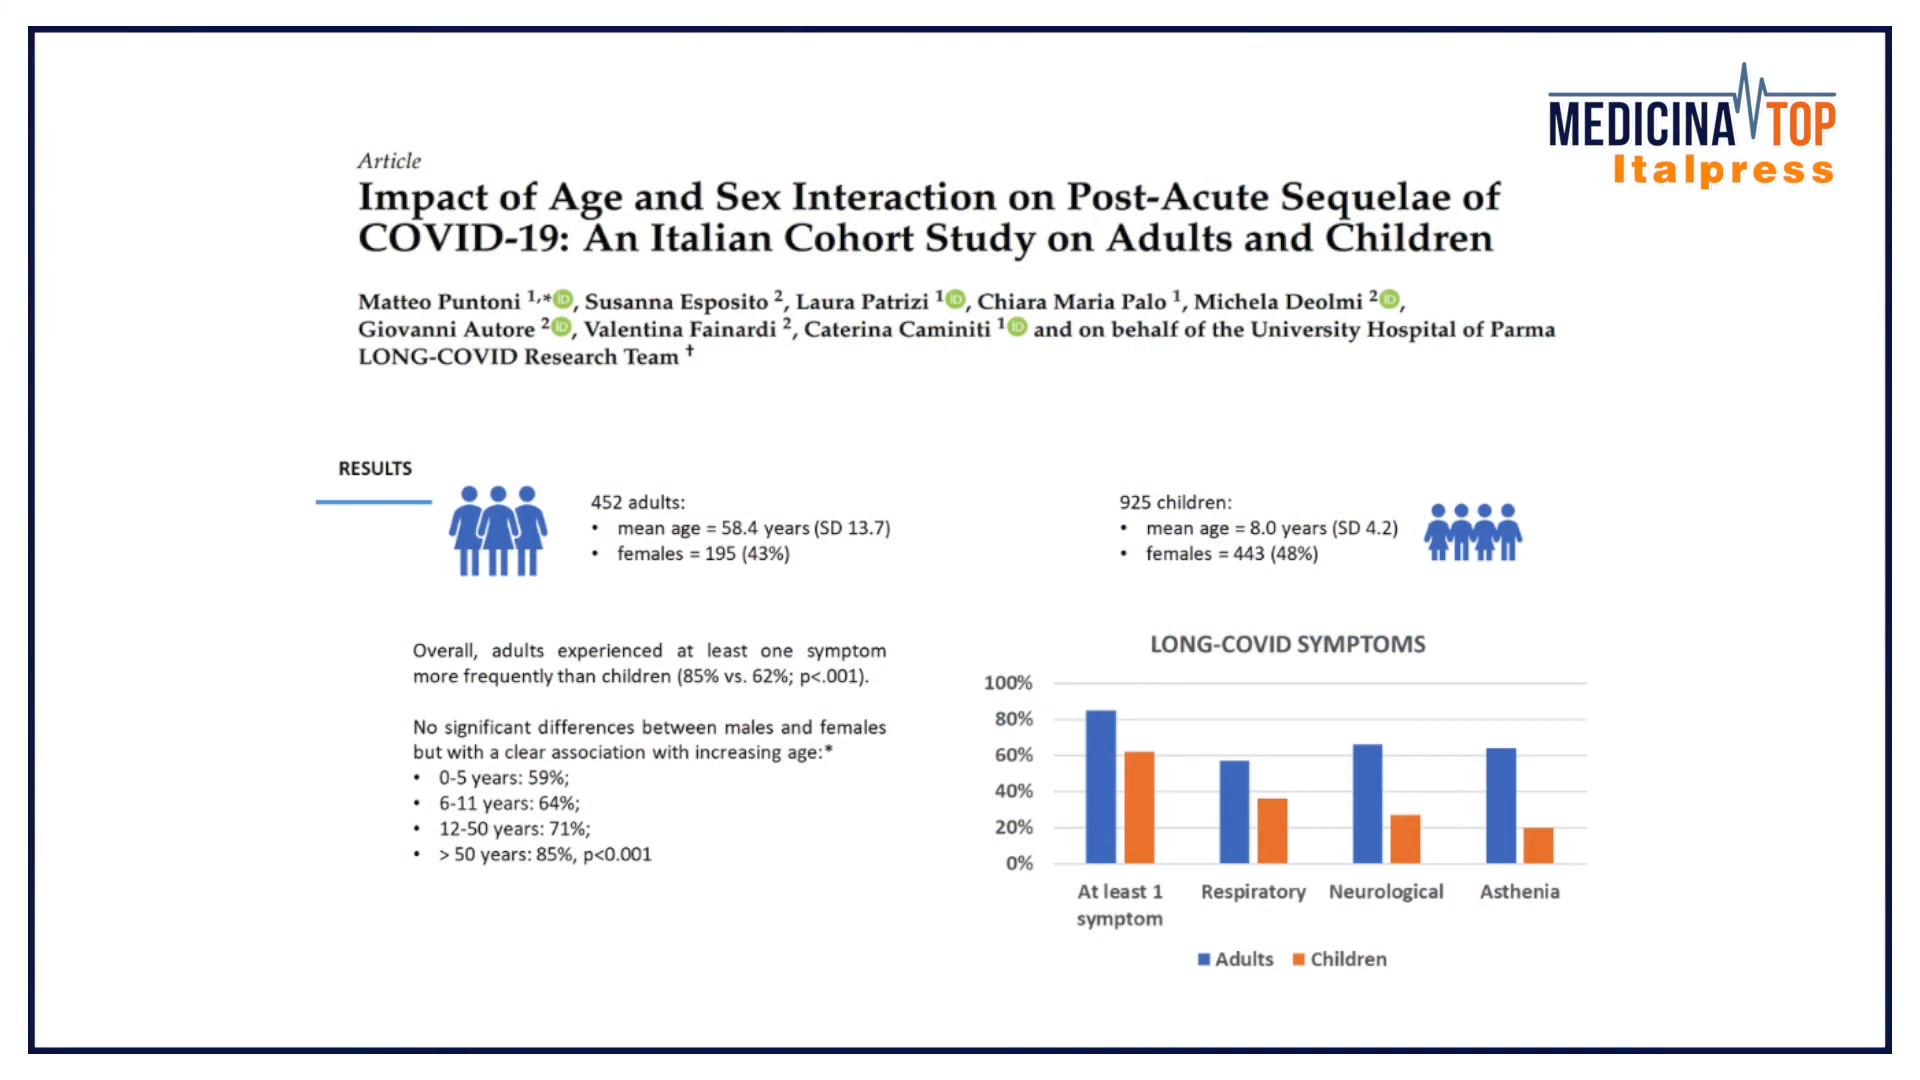 MEDICINA TOP
Italpress
Article
Impact of Age and Sex Interaction on Post-Acute Sequelae of
COVID-19: An Italian Cohort Study on Adults and Children
Matteo Puntoni 1,* iD, Susanna Esposito 2, Laura Patrizi 1 iD, Chiara Maria Palo 1, Michela Deolmi 2 iD,
Giovanni Autore 2 iD, Valentina Fainardi 2, Caterina Caminiti 1 iD and on behalf of the University Hospital of Parma
LONG-COVID Research Team †
RESULTS
452 adults:
• mean age = 58.4 years (SD 13.7)
• females = 195 (43%)
925 children:
• mean age = 8.0 years (SD 4.2)
• females = 443 (48%)
Overall, adults experienced at least one symptom
more frequently than children (85% vs. 62%; p<.001).
No significant differences between males and females
but with a clear association with increasing age:*
• 0-5 years: 59%;
• 6-11 years: 64%;
• 12-50 years: 71%;
• > 50 years: 85%, p<0.001
LONG-COVID SYMPTOMS
100%
80%
60%
40%
20%
0%
At least 1
symptom
Respiratory
Neurological
Asthenia
Adults
Children